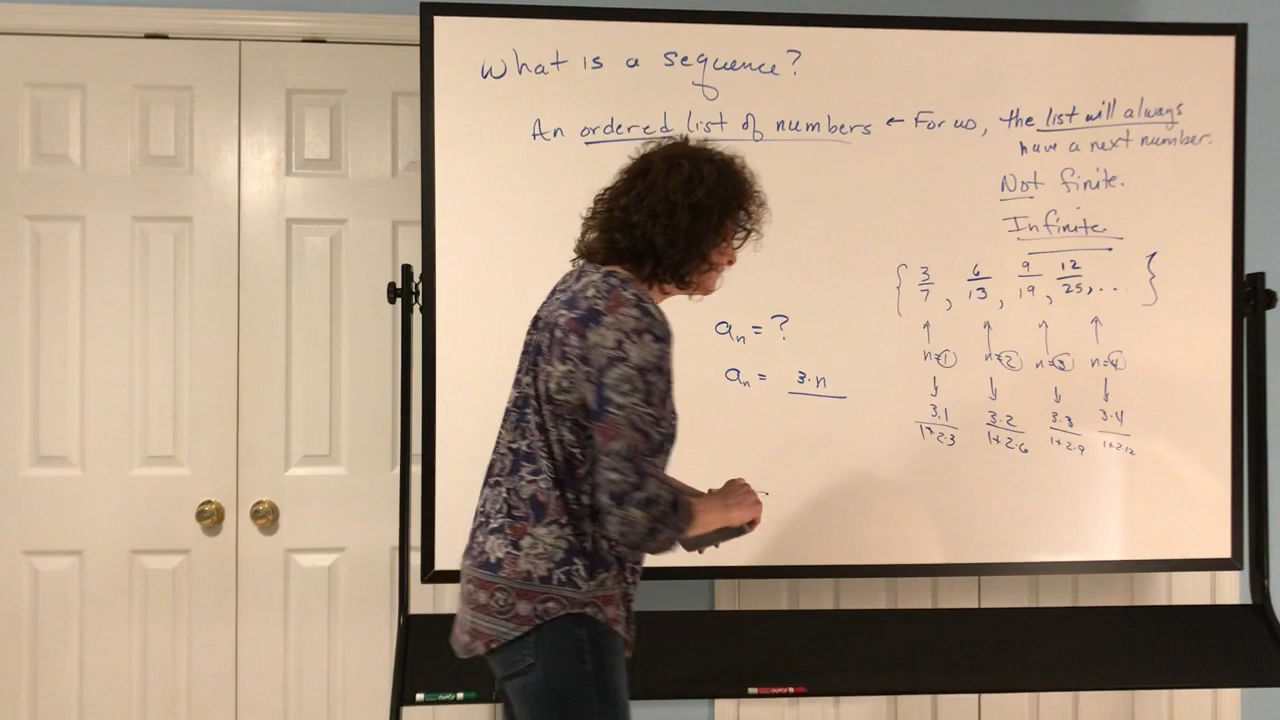 What is a sequence?
An ordered list of numbers ← For us, the list will always
have a next number.
Not finite.
Infinite
{ 3/7, 6/13, 9/19, 12/25, ... }
↑ ↑ ↑ ↑
n=1 n=2 n=3 n=4
↓ ↓ ↓ ↓
3·1/1+2·3 3·2/1+2·6 3·3/1+2·9 3·4/1+2·12
aₙ = ?
aₙ = 3·n